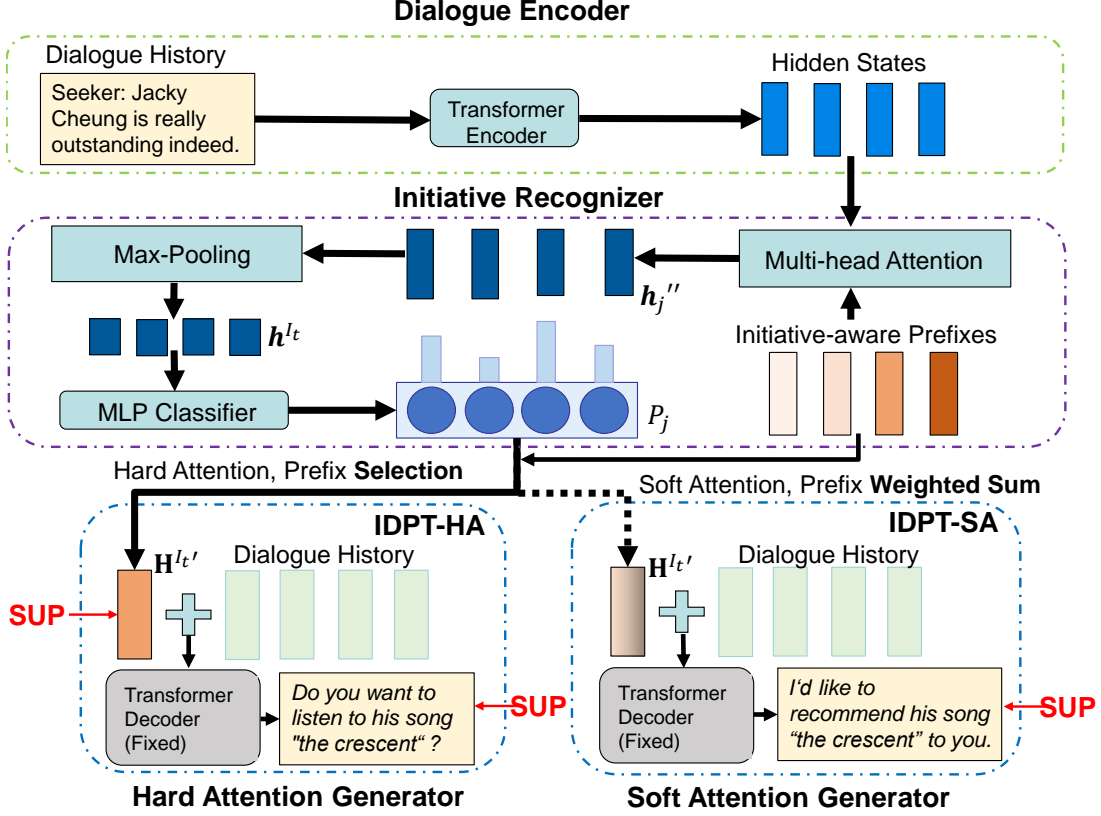 Dialogue Encoder
Dialogue History
Seeker: Jacky
Cheung is really
outstanding indeed.
Transformer
Encoder
Hidden States
Initiative Recognizer
Max-Pooling
Multi-head Attention
𝒉ⱼ′′
𝒉^{I_t}
Initiative-aware Prefixes
MLP Classifier
P_j
Hard Attention, Prefix Selection
Soft Attention, Prefix Weighted Sum
IDPT-HA
𝐇^{I_t′}
Dialogue History
SUP
Transformer
Decoder
(Fixed)
Do you want to
listen to his song
"the crescent“ ?
SUP
Hard Attention Generator
IDPT-SA
𝐇^{I_t′}
Dialogue History
Transformer
Decoder
(Fixed)
I‘d like to
recommend his song
“the crescent” to you.
SUP
Soft Attention Generator